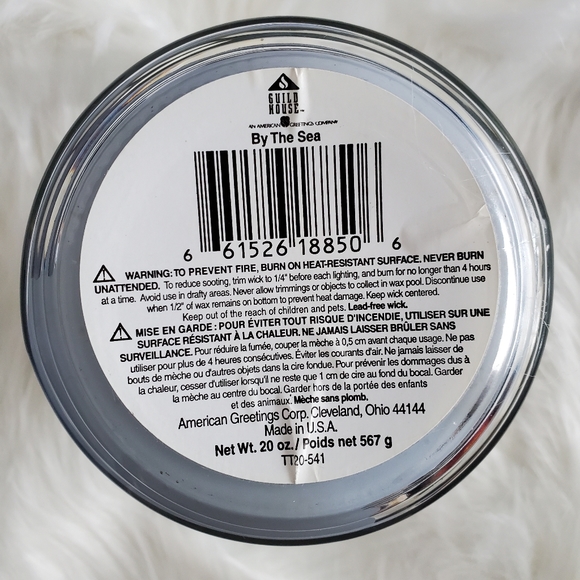 GUILD
HOUSE™
AN AMERICAN GREETINGS COMPANY
By The Sea
6 61526 18850 6
WARNING: TO PREVENT FIRE, BURN ON HEAT-RESISTANT SURFACE. NEVER BURN
UNATTENDED. To reduce sooting, trim wick to 1/4" before each lighting, and burn for no longer than 4 hours
at a time. Avoid use in drafty areas. Never allow trimmings or objects to collect in wax pool. Discontinue use
when 1/2" of wax remains on bottom to prevent heat damage. Keep wick centered.
Keep out of the reach of children and pets. Lead-free wick.
MISE EN GARDE : POUR ÉVITER TOUT RISQUE D'INCENDIE, UTILISER SUR UNE
SURFACE RÉSISTANT À LA CHALEUR. NE JAMAIS LAISSER BRÛLER SANS
SURVEILLANCE. Pour réduire la fumée, couper la mèche à 0,5 cm avant chaque usage. Ne pas
utiliser pour plus de 4 heures consécutives. Éviter les courants d'air. Ne jamais laisser de
bouts de mèche ou d'autres objets dans la cire fondue. Pour prévenir les dommages dus à
la chaleur, cesser d'utiliser lorsqu'il ne reste que 1 cm de cire au fond du bocal. Garder
la mèche au centre du bocal. Garder hors de la portée des enfants
et des animaux. Mèche sans plomb.
American Greetings Corp. Cleveland, Ohio 44144
Made in U.S.A.
Net Wt. 20 oz. / Poids net 567 g
TT20-541